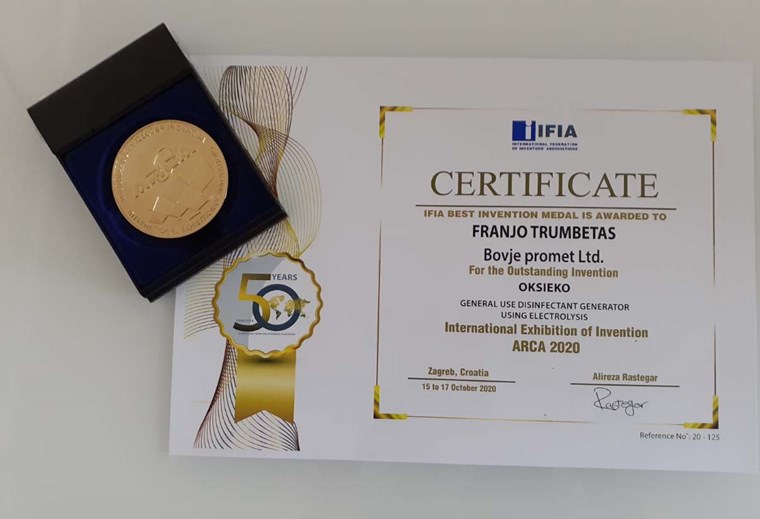 IFIA
INTERNATIONAL FEDERATION
OF INVENTORS' ASSOCIATIONS
CERTIFICATE
IFIA BEST INVENTION MEDAL IS AWARDED TO
FRANJO TRUMBETAS
Bovje promet Ltd.
For the Outstanding Invention
OKSIEKO
GENERAL USE DISINFECTANT GENERATOR
USING ELECTROLYSIS
International Exhibition of Invention
ARCA 2020
Zagreb, Croatia
15 to 17 October 2020
Alireza Rastegar
Rastegar
Reference No°: 20 - 125
50 YEARS